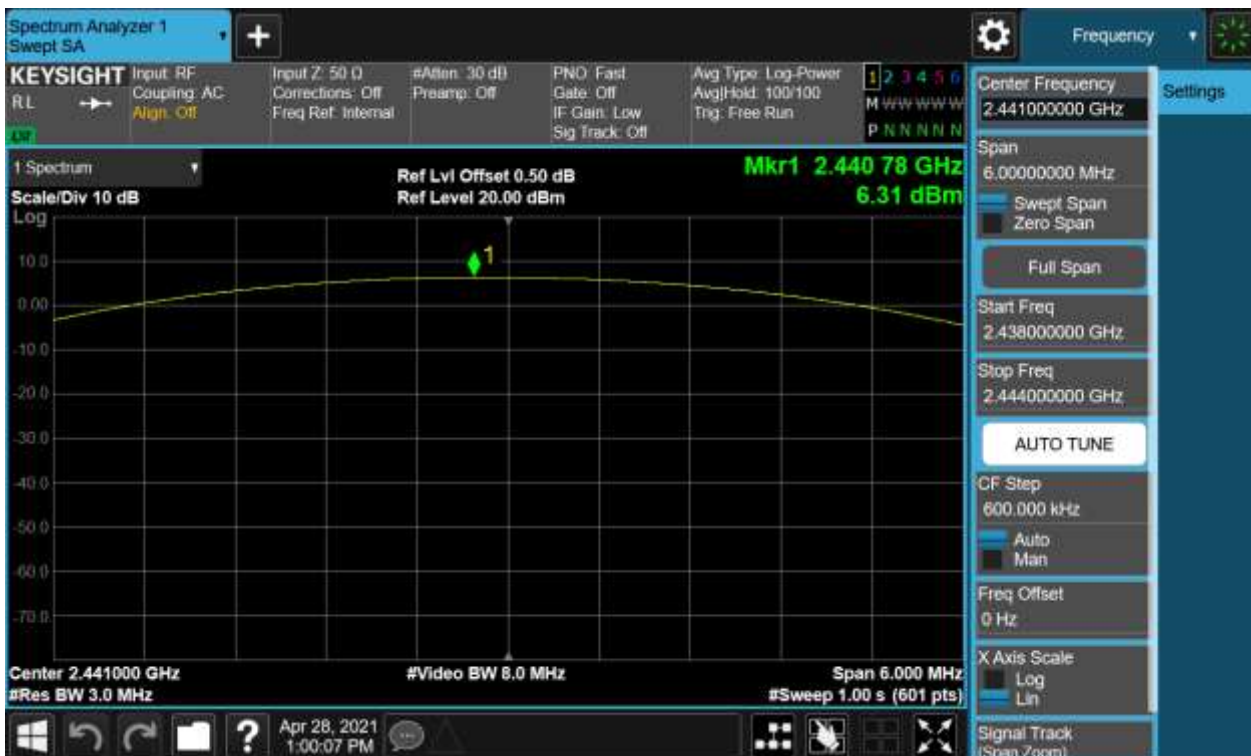 Spectrum Analyzer 1
Swept SA
+
Frequency
KEYSIGHT
RL
Input: RF
Coupling: AC
Align: Off
Input Z: 50 Ω
Corrections: Off
Freq Ref: Internal
#Atten: 30 dB
Preamp: Off
PNO: Fast
Gate: Off
IF Gain: Low
Sig Track: Off
Avg Type: Log-Power
Avg|Hold: 100/100
Trig: Free Run
1 2 3 4 5 6
M W W W W W
P N N N N N
1 Spectrum
Scale/Div 10 dB
Ref Lvl Offset 0.50 dB
Ref Level 20.00 dBm
Mkr1 2.440 78 GHz
6.31 dBm
Log
1
10.0
0.00
-10.0
-20.0
-30.0
-40.0
-50.0
-60.0
-70.0
Center 2.441000 GHz
#Res BW 3.0 MHz
#Video BW 8.0 MHz
Span 6.000 MHz
#Sweep 1.00 s (601 pts)
Center Frequency
2.441000000 GHz
Settings
Span
6.00000000 MHz
Swept Span
Zero Span
Full Span
Start Freq
2.438000000 GHz
Stop Freq
2.444000000 GHz
AUTO TUNE
CF Step
600.000 kHz
Auto
Man
Freq Offset
0 Hz
X Axis Scale
Log
Lin
Signal Track
(Span Zoom)
?
Apr 28, 2021
1:00:07 PM